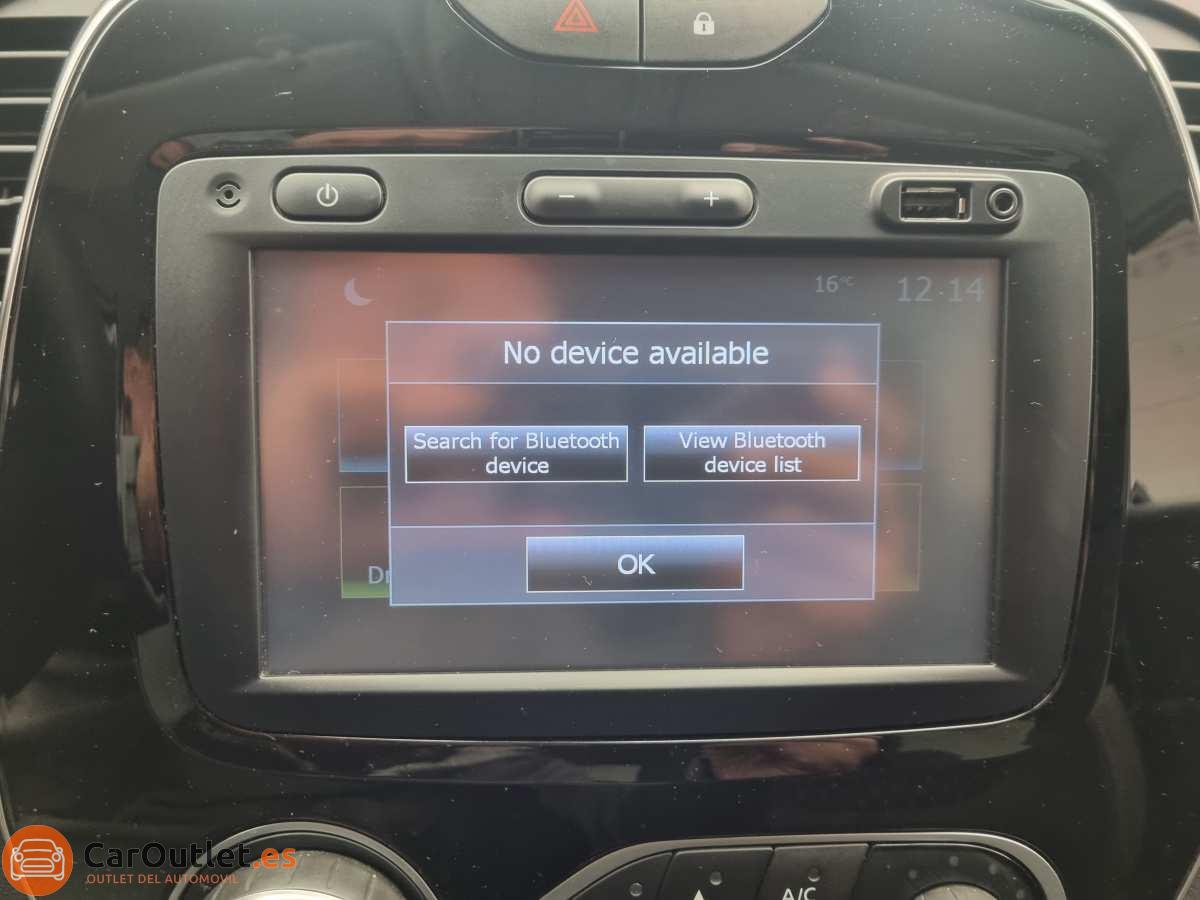 16°C
12 14
No device available
Search for Bluetooth
device
View Bluetooth
device list
Dr
OK
CarOutlet.es
.OUTLET DEL AUTOMOVIL
A/C